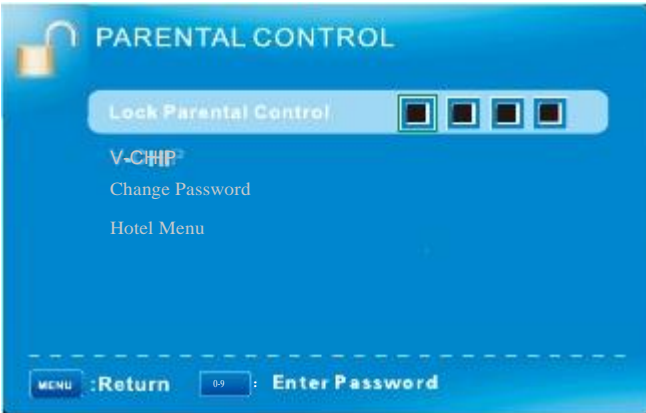 PARENTAL CONTROL
Lock Parental Control
V-CHIP
Change Password
Hotel Menu
MENU :Return 0-9 : Enter Password